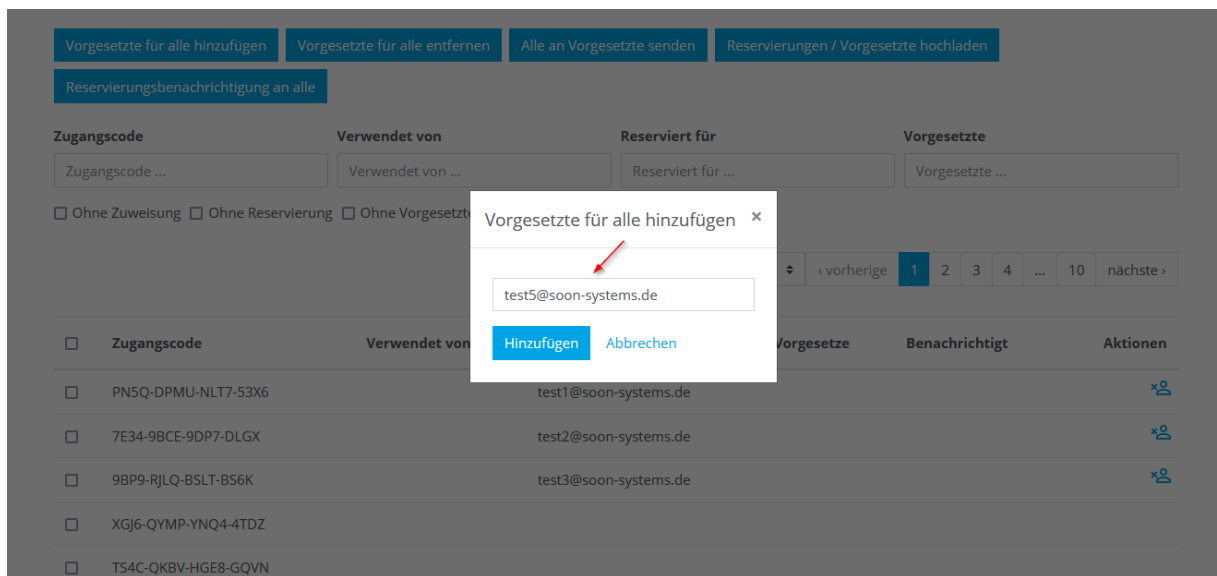 Vorgesetzte für alle hinzufügen Vorgesetzte für alle entfernen Alle an Vorgesetzte senden Reservierungen / Vorgesetzte hochladen
Reservierungsbenachrichtigung an alle
Zugangscode Verwendet von Reserviert für Vorgesetzte
Zugangscode ... Verwendet von ... Reserviert für ... Vorgesetzte ...
Ohne Zuweisung Ohne Reservierung Ohne Vorgesetzte
Vorgesetzte für alle hinzufügen ×
‹ vorherige 1 2 3 4 ... 10 nächste ›
test5@soon-systems.de
Hinzufügen Abbrechen
Zugangscode Verwendet von Vorgesetze Benachrichtigt Aktionen
PN5Q-DPMU-NLT7-53X6 test1@soon-systems.de
7E34-9BCE-9DP7-DLGX test2@soon-systems.de
9BP9-RJLQ-BSLT-BS6K test3@soon-systems.de
XGJ6-QYMP-YNQ4-4TDZ
TS4C-QKBV-HGE8-GQVN